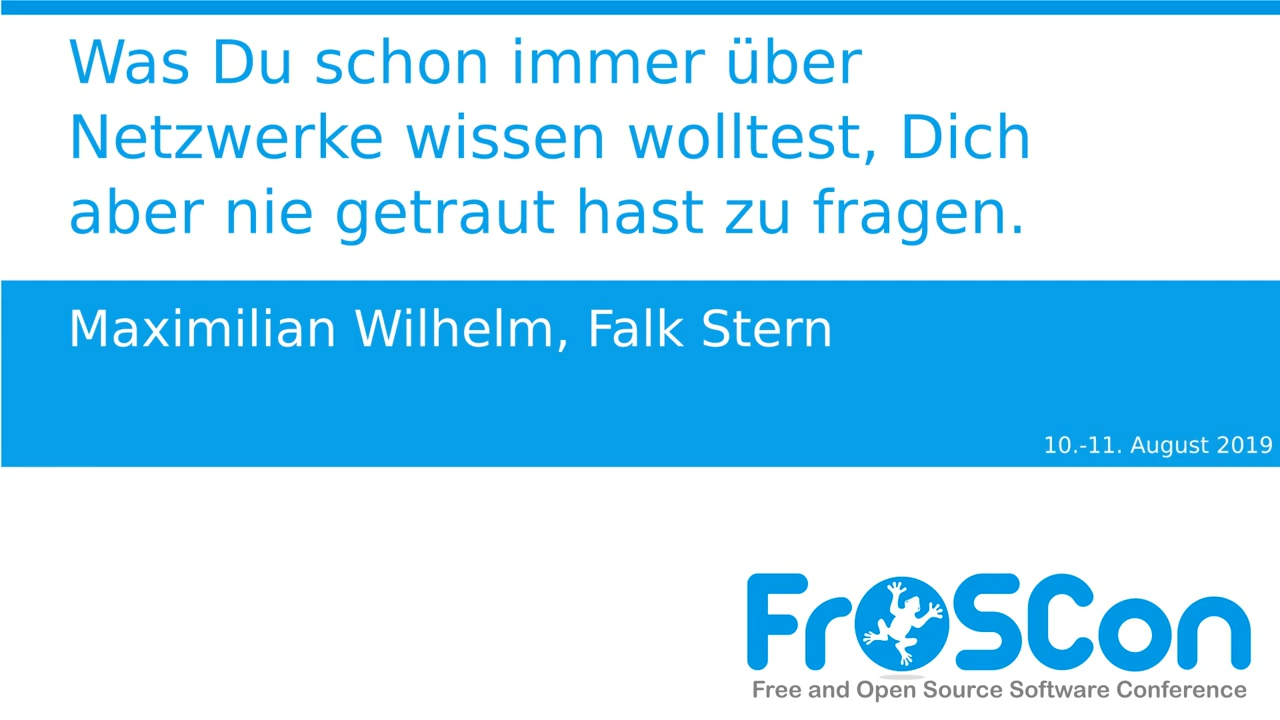 Was Du schon immer über
Netzwerke wissen wolltest, Dich
aber nie getraut hast zu fragen.
Maximilian Wilhelm, Falk Stern
10.-11. August 2019
FrOSCon
Free and Open Source Software Conference